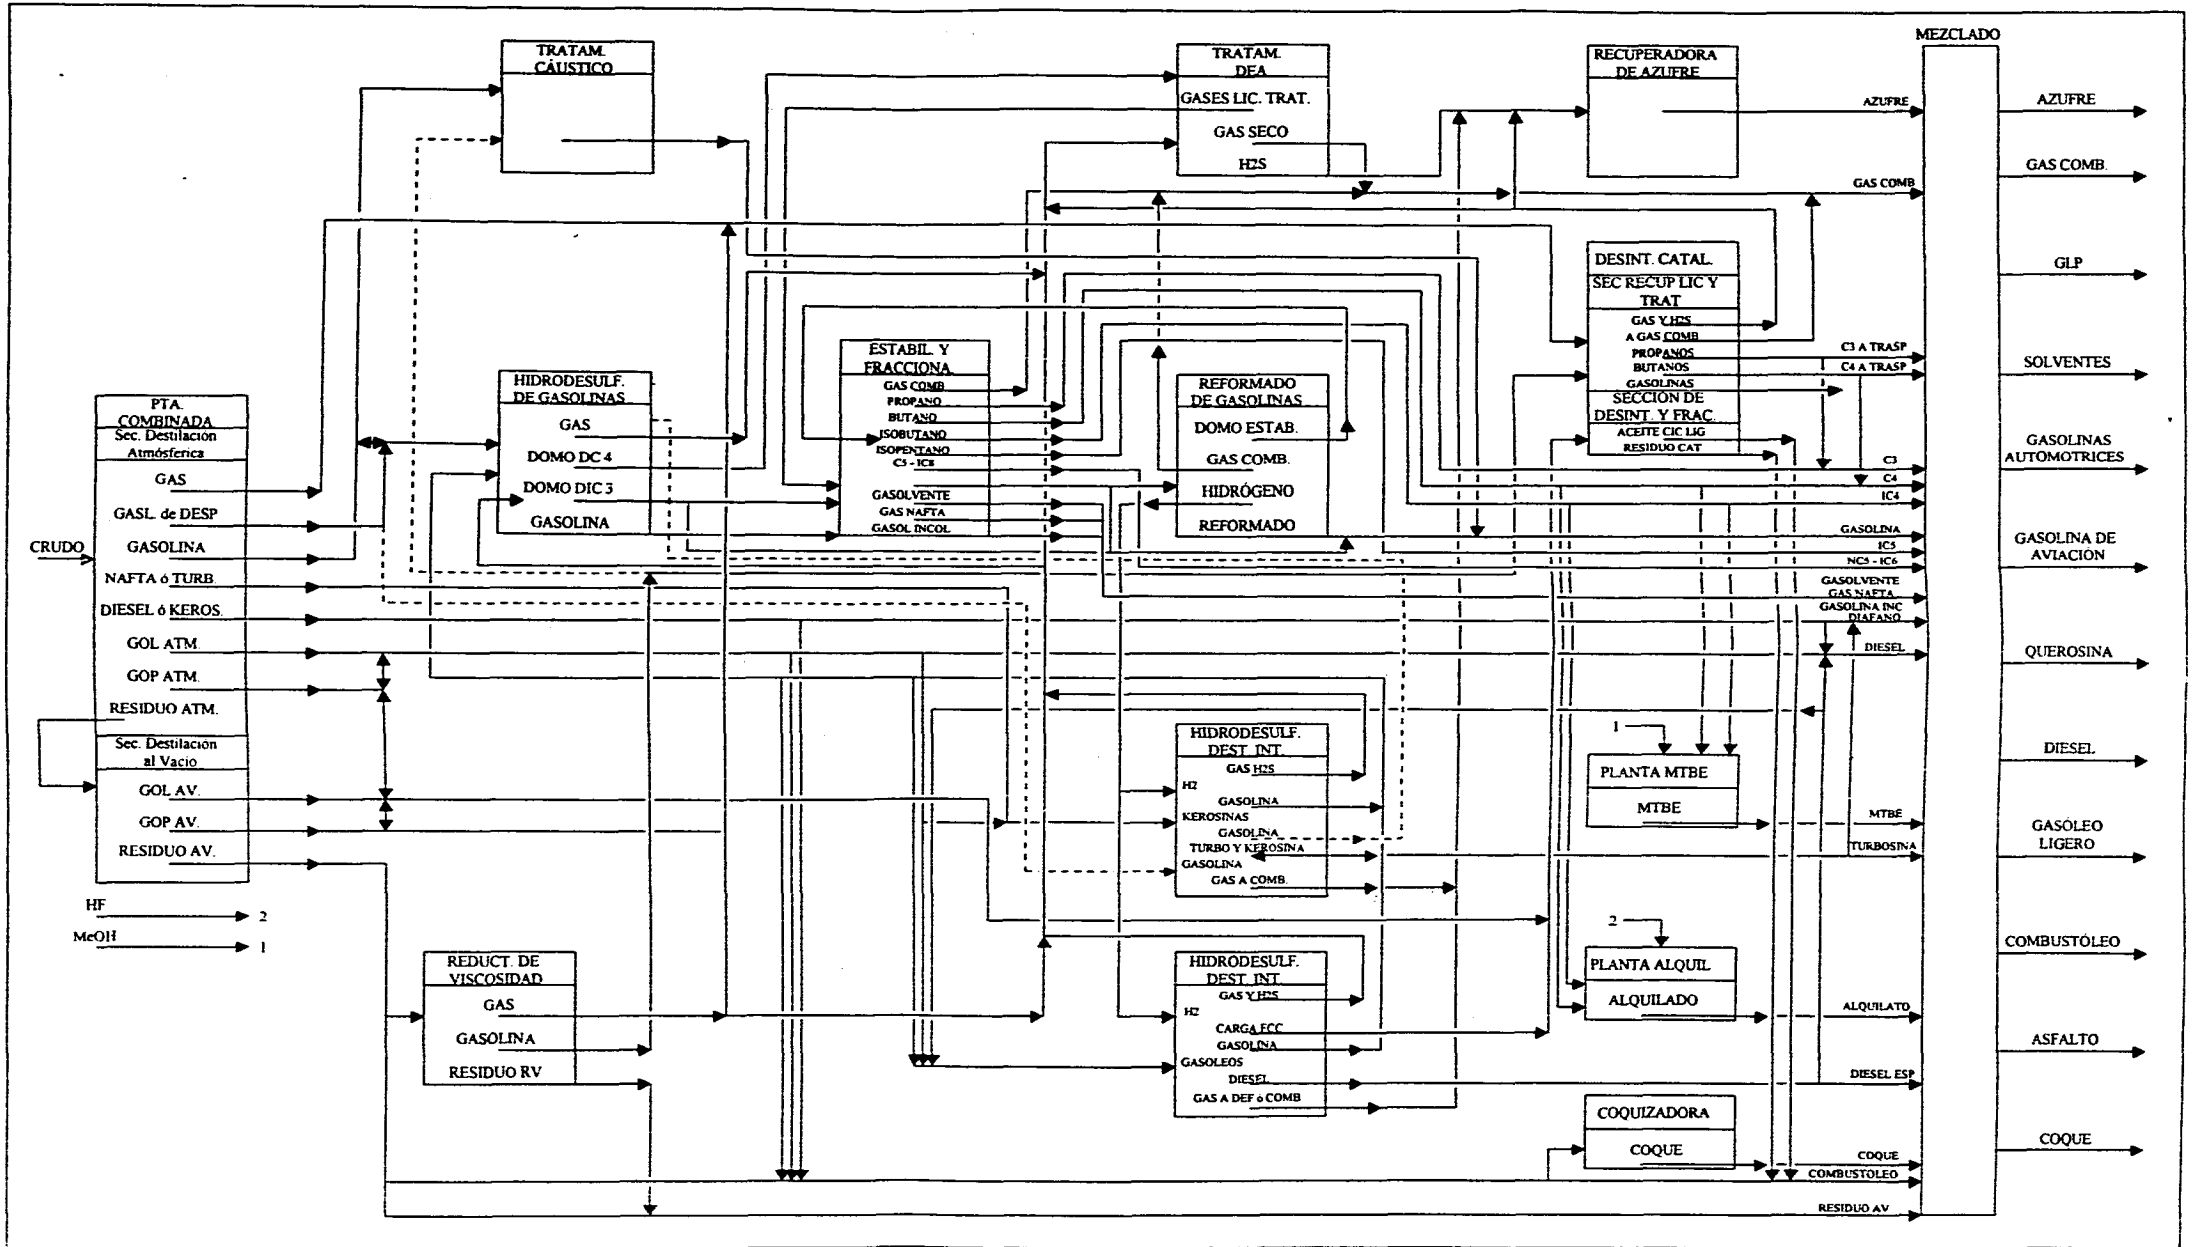 TRATAM.
CÁUSTICO
TRATAM.
DEA
GASES LIC. TRAT.
GAS SECO
H2S
RECUPERADORA
DE AZUFRE
MEZCLADO
AZUFRE
GAS COMB
AZUFRE
GAS COMB.
GLP
SOLVENTES
GASOLINAS
AUTOMOTRICES
GASOLINA DE
AVIACIÓN
QUEROSINA
DIESEL
GASÓLEO
LIGERO
COMBUSTÓLEO
ASFALTO
COQUE
DESINT. CATAL.
SEC RECUP LIC Y
TRAT
GAS Y H2S
A GAS COMB
PROPANOS
BUTANOS
GASOLINAS
SECCIÓN DE
DESINT. Y FRAC.
ACEITE CIC LIG
RESIDUO CAT
C3 A TRASP
C4 A TRASP
C3
C4
IC4
GASOLINA
IC5
NC5 - IC6
GASOLVENTE
GAS NAFTA
GASOLINA INC
DIAFANO
DIESEL
MTBE
TURBOSINA
ALQUILATO
DIESEL ESP
COQUE
COMBUSTOLEO
RESIDUO AV
PTA.
COMBINADA
Sec. Destilación
Atmósferica
GAS
GASL. de DESP
GASOLINA
NAFTA ó TURB.
DIESEL ó KEROS.
GOL ATM.
GOP ATM.
RESIDUO ATM.
Sec. Destilación
al Vacio
GOL AV.
GOP AV.
RESIDUO AV.
CRUDO
HF
2
MeOH
1
HIDRODESULF.
DE GASOLINAS
GAS
DOMO DC 4
DOMO DIC 3
GASOLINA
ESTABIL. Y
FRACCIONA.
GAS COMB
PROPANO
BUTANO
ISOBUTANO
ISOPENTANO
C5 - IC8
GASOLVENTE
GAS NAFTA
GASOL INCOL
REFORMADO
DE GASOLINAS
DOMO ESTAB.
GAS COMB.
HIDRÓGENO
REFORMADO
HIDRODESULF.
DEST. INT.
GAS H2S
H2
GASOLINA
KEROSINAS
GASOLINA
TURBO Y KEROSINA
GASOLINA
GAS A COMB.
1
PLANTA MTBE
MTBE
REDUCT. DE
VISCOSIDAD
GAS
GASOLINA
RESIDUO RV
HIDRODESULF.
DEST. INT.
GAS Y H2S
H2
CARGA FCC
GASOLINA
GASOLEOS
DIESEL
GAS A DEF ó COMB
2
PLANTA ALQUIL
ALQUILADO
COQUIZADORA
COQUE